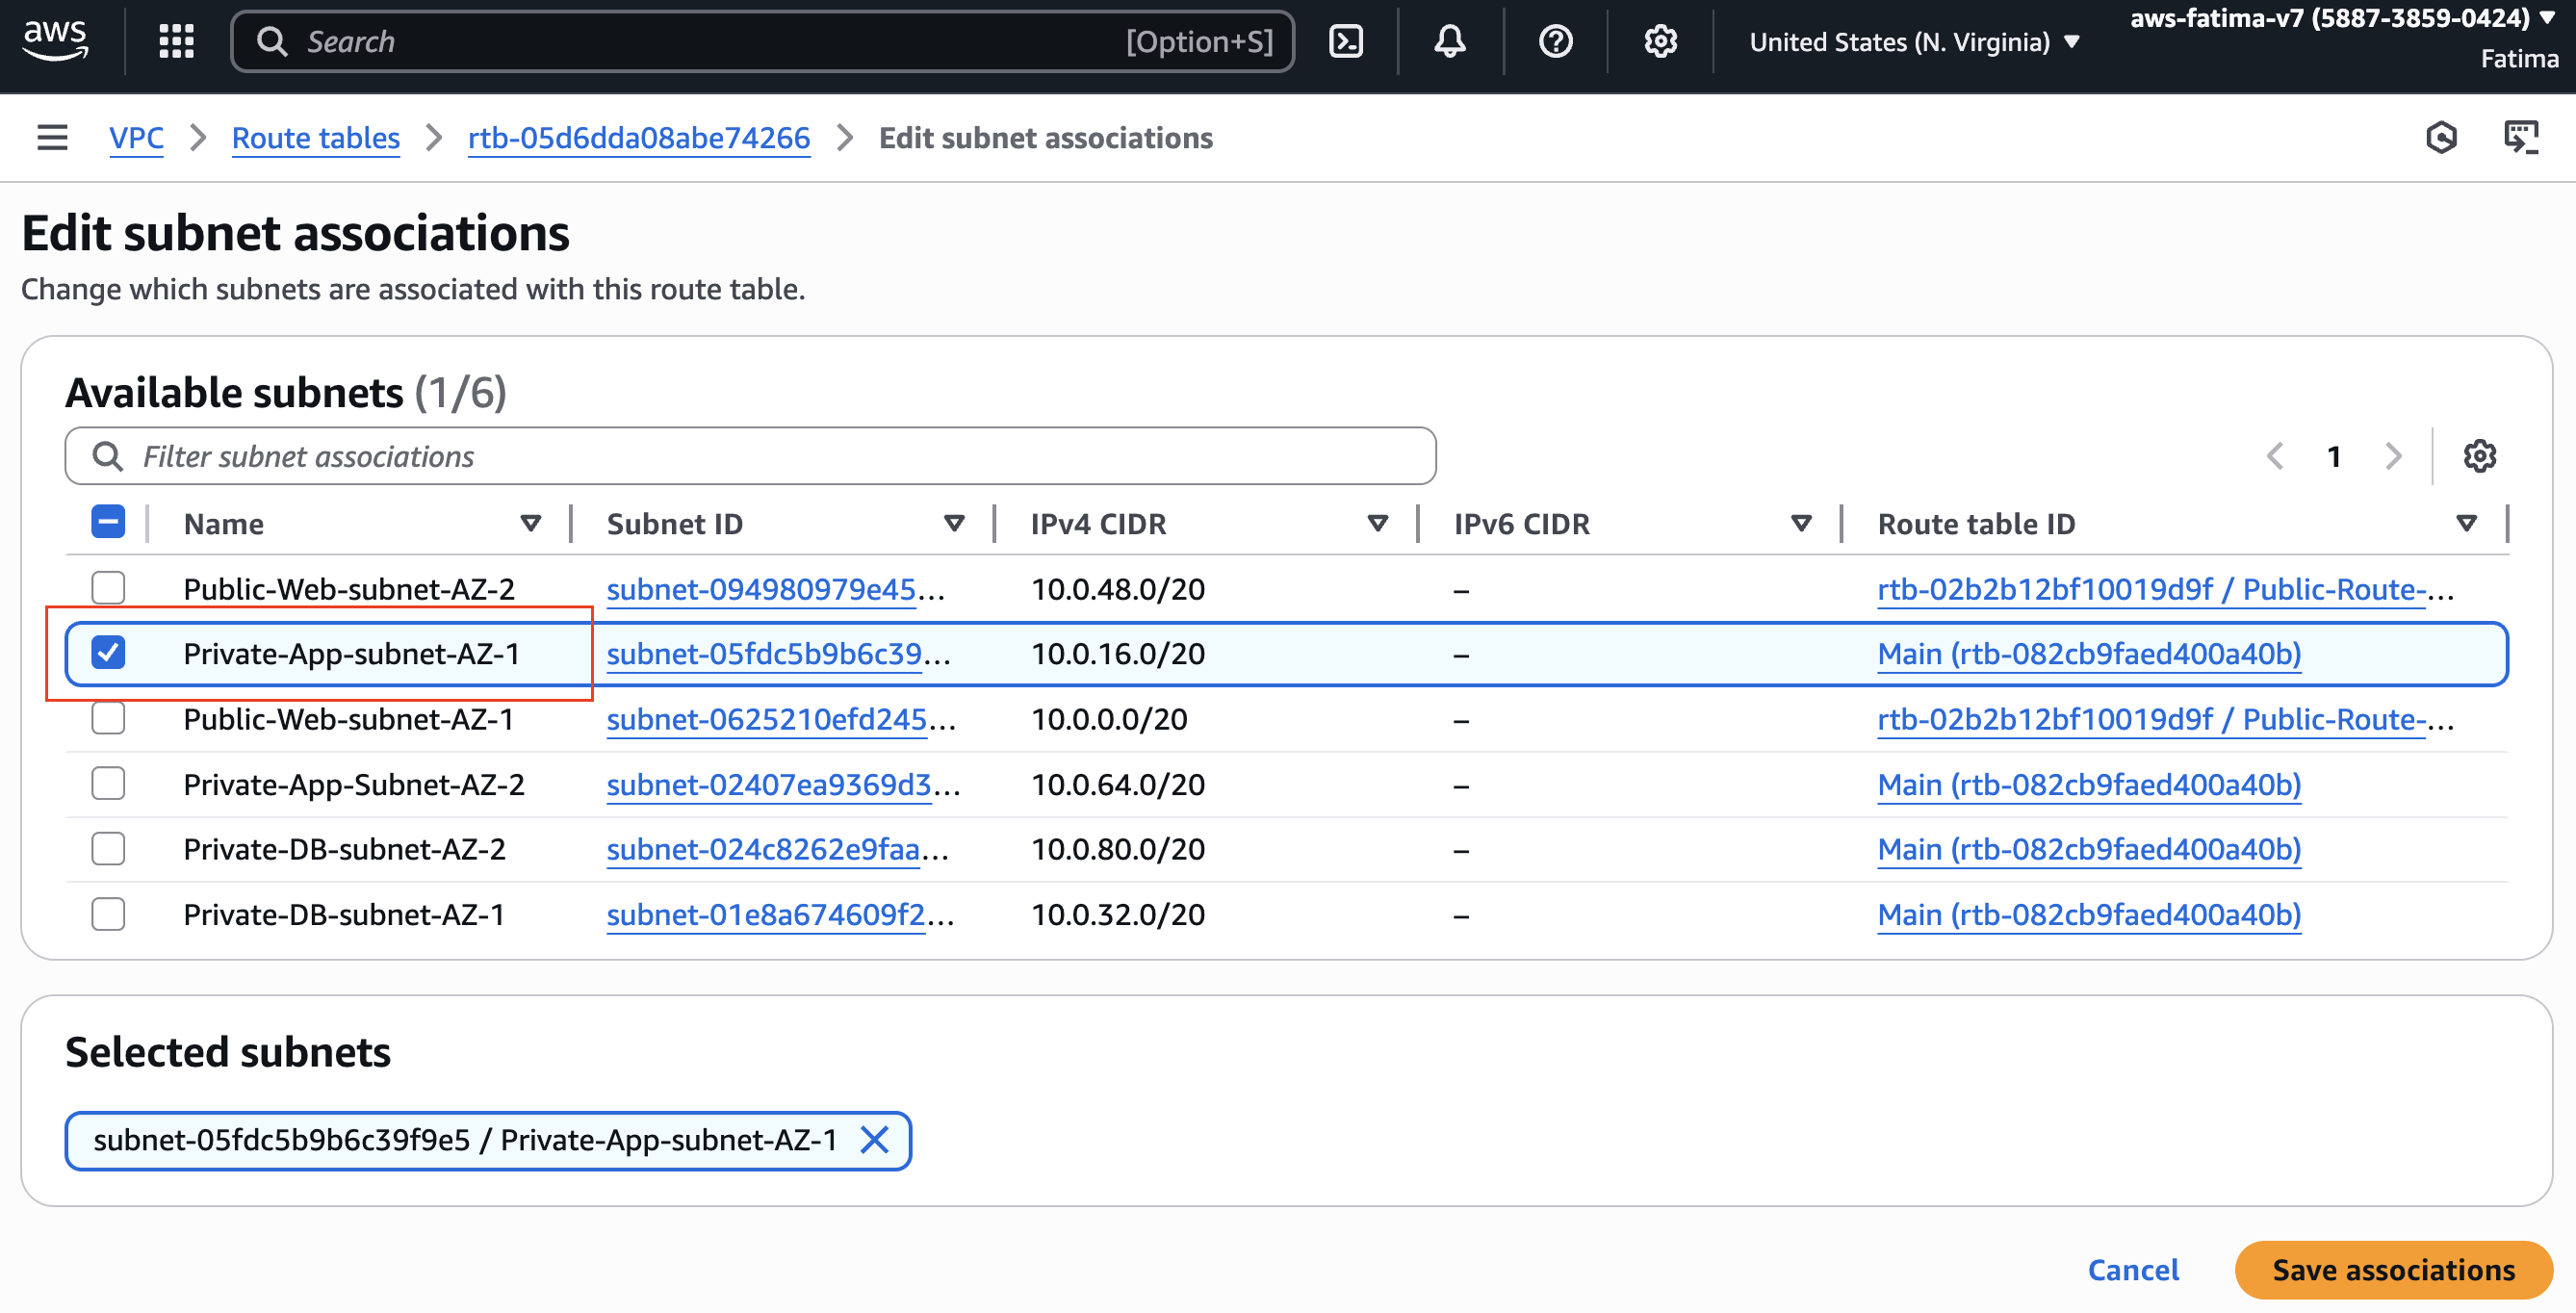 aws
Search [Option+S] United States (N. Virginia) aws-fatima-v7 (5887-3859-0424)
Fatima
VPC Route tables rtb-05d6dda08abe74266 Edit subnet associations
Edit subnet associations
Change which subnets are associated with this route table.
Available subnets (1/6)
Filter subnet associations 1
Name Subnet ID IPv4 CIDR IPv6 CIDR Route table ID
Public-Web-subnet-AZ-2 subnet-094980979e45... 10.0.48.0/20 – rtb-02b2b12bf10019d9f / Public-Route-...
Private-App-subnet-AZ-1 subnet-05fdc5b9b6c39... 10.0.16.0/20 – Main (rtb-082cb9faed400a40b)
Public-Web-subnet-AZ-1 subnet-0625210efd245... 10.0.0.0/20 – rtb-02b2b12bf10019d9f / Public-Route-...
Private-App-Subnet-AZ-2 subnet-02407ea9369d3... 10.0.64.0/20 – Main (rtb-082cb9faed400a40b)
Private-DB-subnet-AZ-2 subnet-024c8262e9faa... 10.0.80.0/20 – Main (rtb-082cb9faed400a40b)
Private-DB-subnet-AZ-1 subnet-01e8a674609f2... 10.0.32.0/20 – Main (rtb-082cb9faed400a40b)
Selected subnets
subnet-05fdc5b9b6c39f9e5 / Private-App-subnet-AZ-1
Cancel Save associations